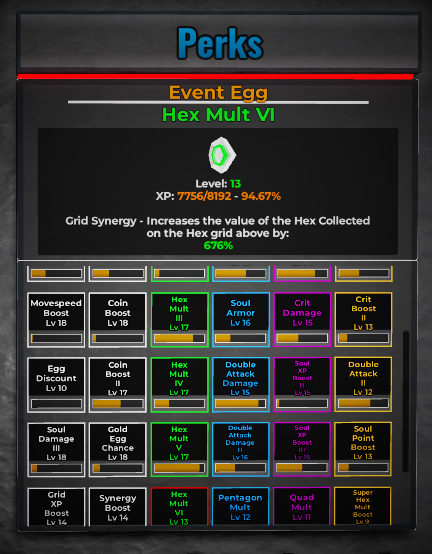 Perks
Event Egg
Hex Mult VI
Level: 13
XP: 7756/8192 - 94.67%
Grid Synergy - Increases the value of the Hex Collected
on the Hex grid above by:
676%
Movespeed
Boost
Lv 18
Coin
Boost
Lv 18
Hex
Mult
III
Lv 17
Soul
Armor
Lv 16
Crit
Damage
Lv 15
Crit
Boost
II
Lv 13
Egg
Discount
Lv 10
Coin
Boost
II
Lv 17
Hex
Mult
IV
Lv 17
Double
Attack
Damage
Lv 15
Soul
XP
Boost
II
Lv 15
Double
Attack
II
Lv 12
Soul
Damage
III
Lv 18
Gold
Egg
Chance
Lv 18
Hex
Mult
V
Lv 17
Double
Attack
Damage
II
Lv 16
Soul
XP
Boost
III
Lv 15
Soul
Point
Boost
Lv 13
Grid
XP
Boost
Lv 14
Synergy
Boost
Lv 14
Hex
Mult
VI
Lv 13
Pentagon
Mult
Lv 12
Quad
Mult
Lv 11
Super
Hex
Mult
Boost
Lv 9